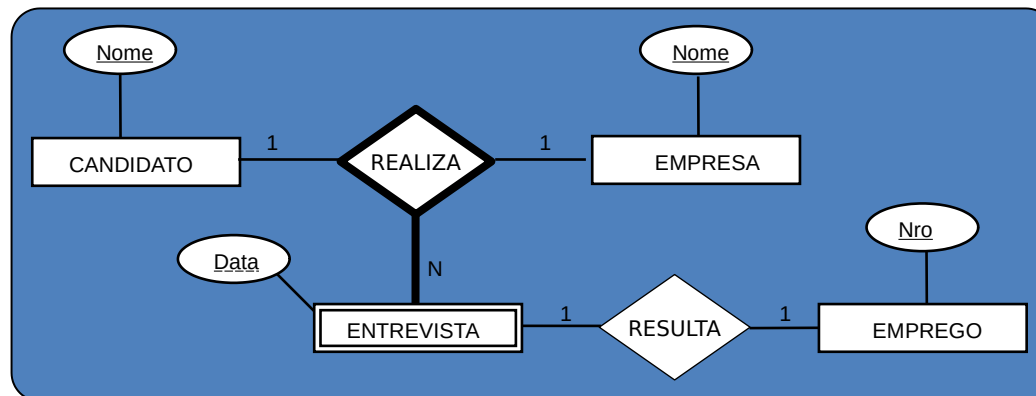 Nome
Nome
CANDIDATO
1
REALIZA
1
EMPRESA
Nro
Data
N
ENTREVISTA
1
RESULTA
1
EMPREGO